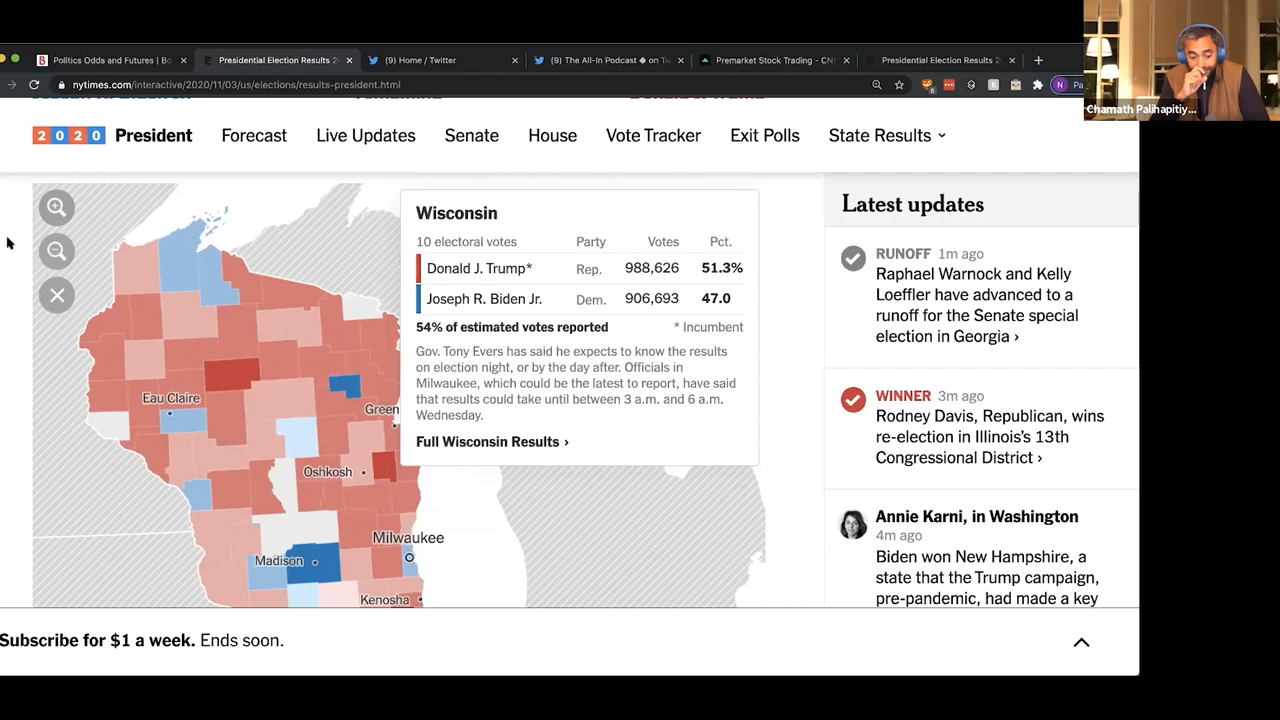 Politics Odds and Futures | Bo
Presidential Election Results 2
(9) Home / Twitter
(9) The All-In Podcast ◆ on Tw
Premarket Stock Trading - CN
Presidential Election Results 2
nytimes.com/interactive/2020/11/03/us/elections/results-president.html
N Pa
Chamath Palihapitiy...
2020 President Forecast Live Updates Senate House Vote Tracker Exit Polls State Results
Wisconsin
10 electoral votes Party Votes Pct.
Donald J. Trump* Rep. 988,626 51.3%
Joseph R. Biden Jr. Dem. 906,693 47.0
54% of estimated votes reported * Incumbent
Gov. Tony Evers has said he expects to know the results
on election night, or by the day after. Officials in
Milwaukee, which could be the latest to report, have said
that results could take until between 3 a.m. and 6 a.m.
Wednesday.
Full Wisconsin Results ›
Eau Claire
Green
Oshkosh
Milwaukee
Madison
Kenosha
Latest updates
RUNOFF 1m ago
Raphael Warnock and Kelly
Loeffler have advanced to a
runoff for the Senate special
election in Georgia ›
WINNER 3m ago
Rodney Davis, Republican, wins
re-election in Illinois’s 13th
Congressional District ›
Annie Karni, in Washington
4m ago
Biden won New Hampshire, a
state that the Trump campaign,
pre-pandemic, had made a key
Subscribe for $1 a week. Ends soon.